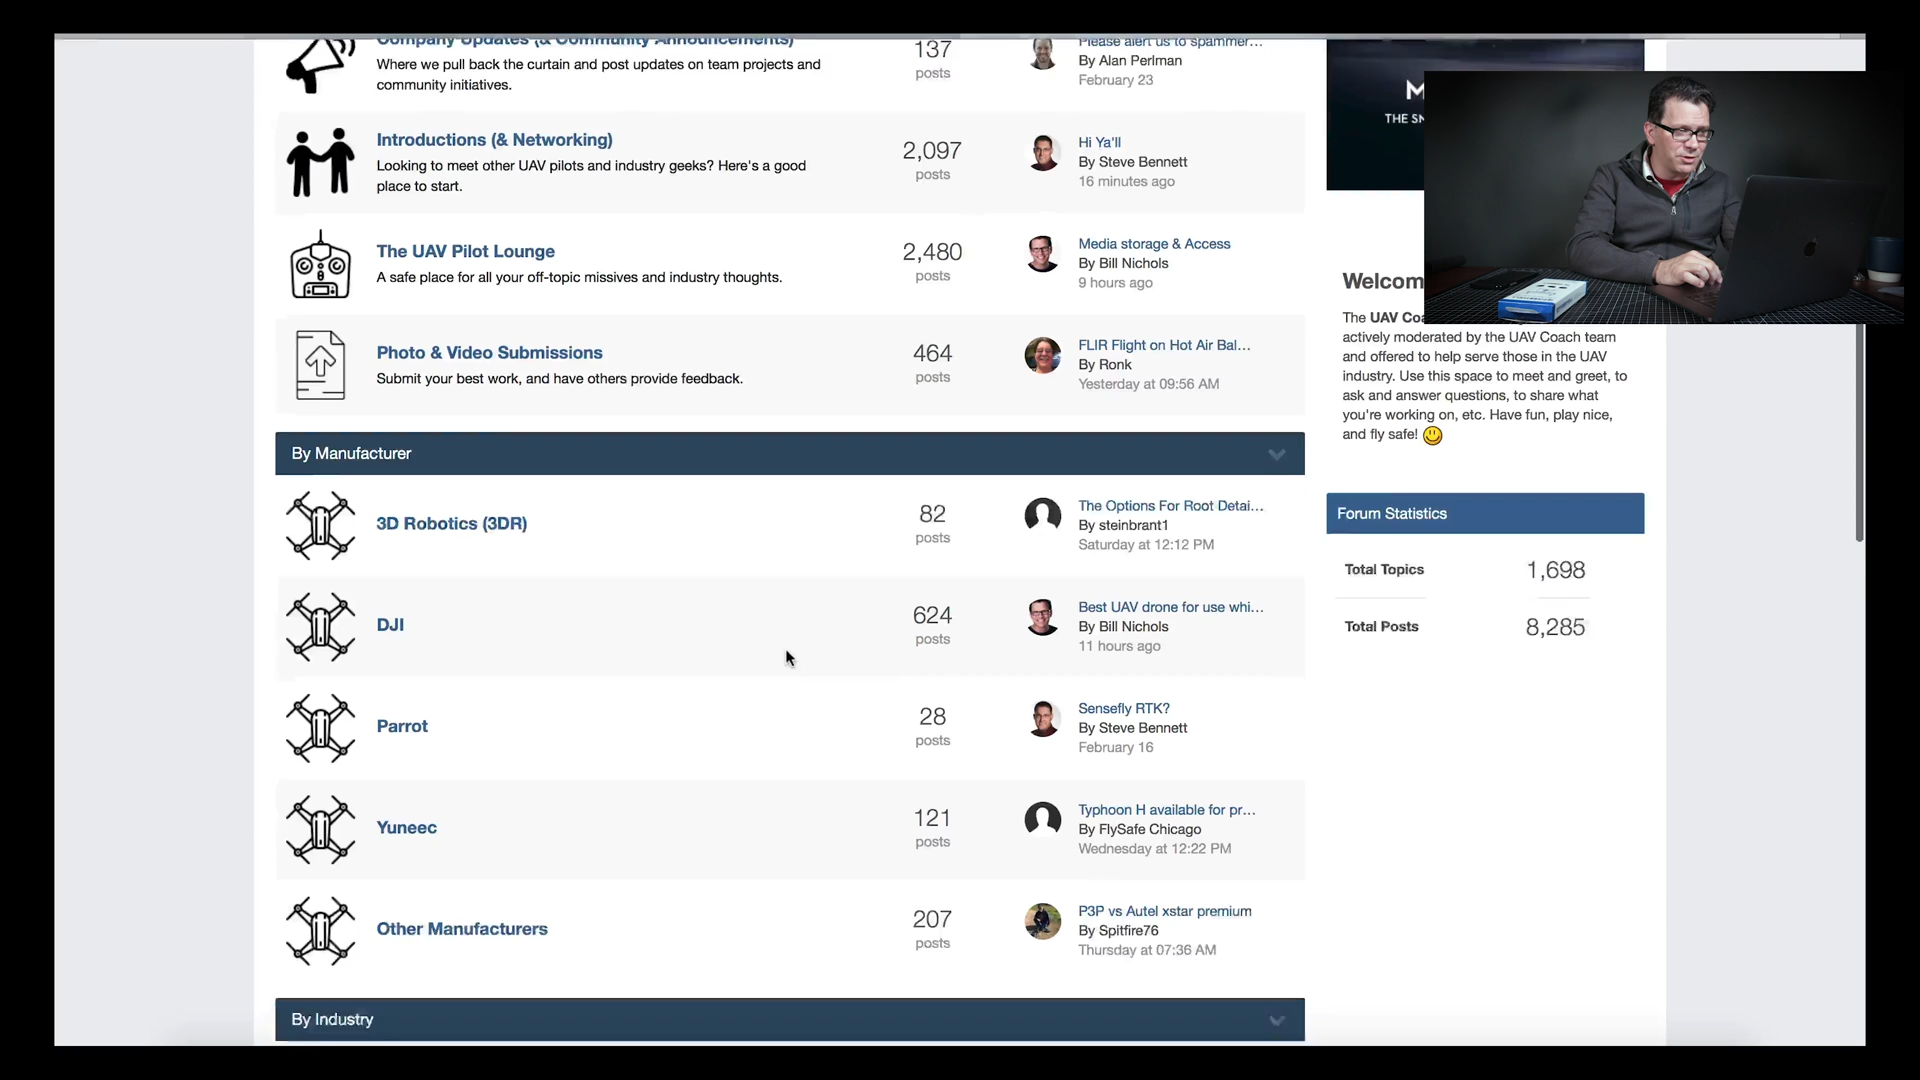 Company Updates (& Community Announcements)
Where we pull back the curtain and post updates on team projects and
community initiatives.
137
posts
Please alert us to spammer...
By Alan Perlman
February 23
Introductions (& Networking)
Looking to meet other UAV pilots and industry geeks? Here's a good
place to start.
2,097
posts
Hi Ya'll
By Steve Bennett
16 minutes ago
The UAV Pilot Lounge
A safe place for all your off-topic missives and industry thoughts.
2,480
posts
Media storage & Access
By Bill Nichols
9 hours ago
Photo & Video Submissions
Submit your best work, and have others provide feedback.
464
posts
FLIR Flight on Hot Air Bal...
By Ronk
Yesterday at 09:56 AM
By Manufacturer
3D Robotics (3DR)
82
posts
The Options For Root Detai...
By steinbrant1
Saturday at 12:12 PM
DJI
624
posts
Best UAV drone for use whi...
By Bill Nichols
11 hours ago
Parrot
28
posts
Sensefly RTK?
By Steve Bennett
February 16
Yuneec
121
posts
Typhoon H available for pr...
By FlySafe Chicago
Wednesday at 12:22 PM
Other Manufacturers
207
posts
P3P vs Autel xstar premium
By Spitfire76
Thursday at 07:36 AM
By Industry
M
THE SM
Welcom
The UAV Coa
actively moderated by the UAV Coach team
and offered to help serve those in the UAV
industry. Use this space to meet and greet, to
ask and answer questions, to share what
you're working on, etc. Have fun, play nice,
and fly safe!
Forum Statistics
Total Topics
1,698
Total Posts
8,285